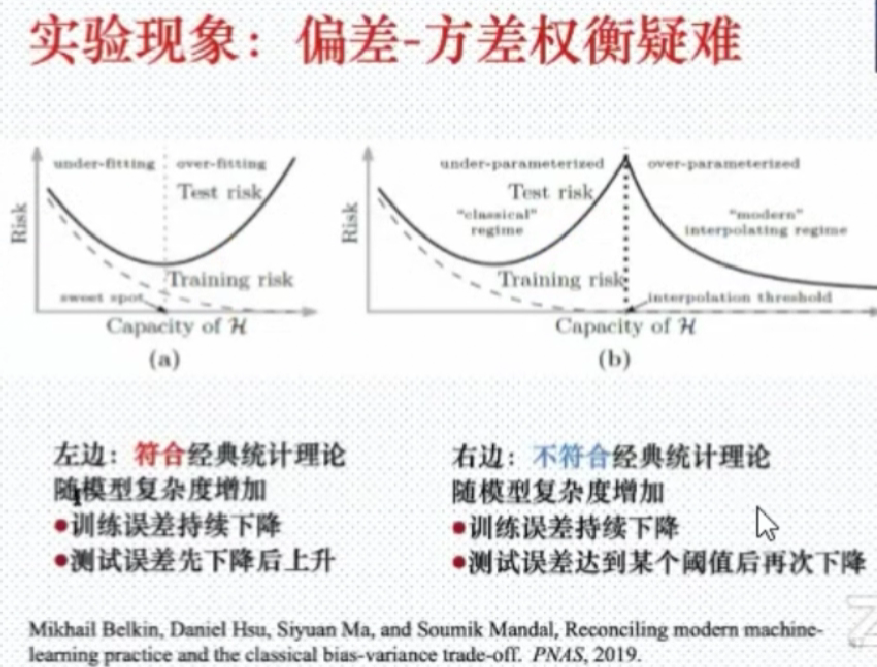 实验现象：偏差-方差权衡疑难
under-fitting
over-fitting
Test risk
Risk
Training risk
sweet spot
Capacity of H
(a)
under-parameterized
over-parameterized
Test risk
"classical"
regime
"modern"
interpolating regime
Risk
Training risk
interpolation threshold
Capacity of H
(b)
左边：符合经典统计理论
随模型复杂度增加
●训练误差持续下降
●测试误差先下降后上升
右边：不符合经典统计理论
随模型复杂度增加
●训练误差持续下降
●测试误差达到某个阈值后再次下降
Mikhail Belkin, Daniel Hsu, Siyuan Ma, and Soumik Mandal, Reconciling modern machine-
learning practice and the classical bias-variance trade-off. PNAS, 2019.